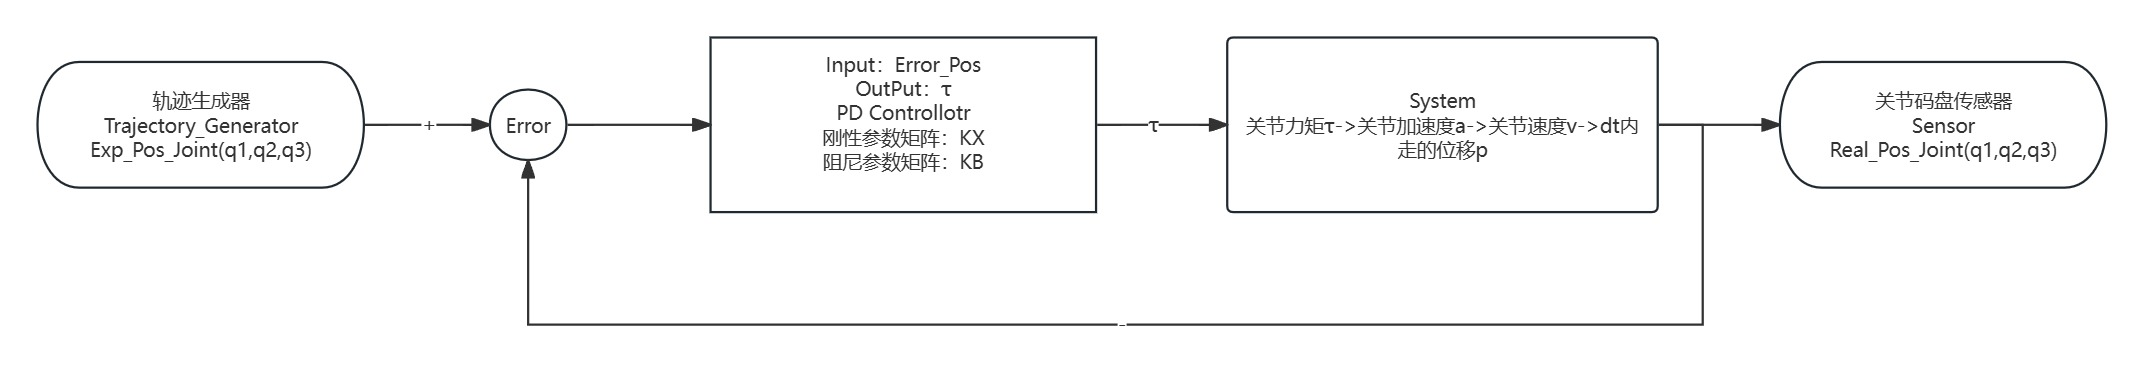 轨迹生成器
Trajectory_Generator
Exp_Pos_Joint(q1,q2,q3)
+
Error
Input：Error_Pos
OutPut：τ
PD Controllotr
刚性参数矩阵：KX
阻尼参数矩阵：KB
τ
System
关节力矩τ->关节加速度a->关节速度v->dt内
走的位移p
关节码盘传感器
Sensor
Real_Pos_Joint(q1,q2,q3)
-